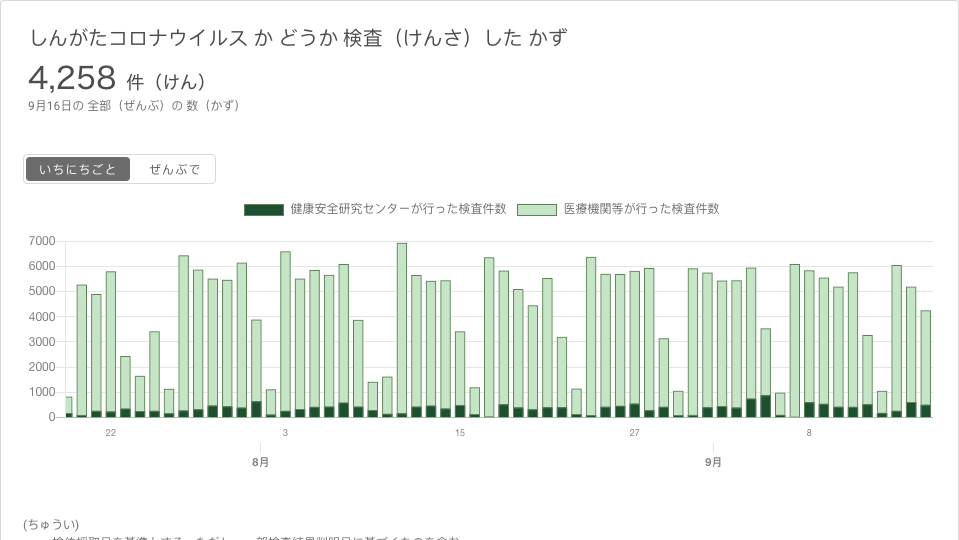 しんがたコロナウイルス か どうか 検査（けんさ）した かず
4,258 件（けん）
9月16日の 全部（ぜんぶ）の 数（かず）
いちにちごと ぜんぶで
健康安全研究センターが行った検査件数 医療機関等が行った検査件数
7000
6000
5000
4000
3000
2000
1000
0
22 3 15 27 8
8月 9月
(ちゅうい)